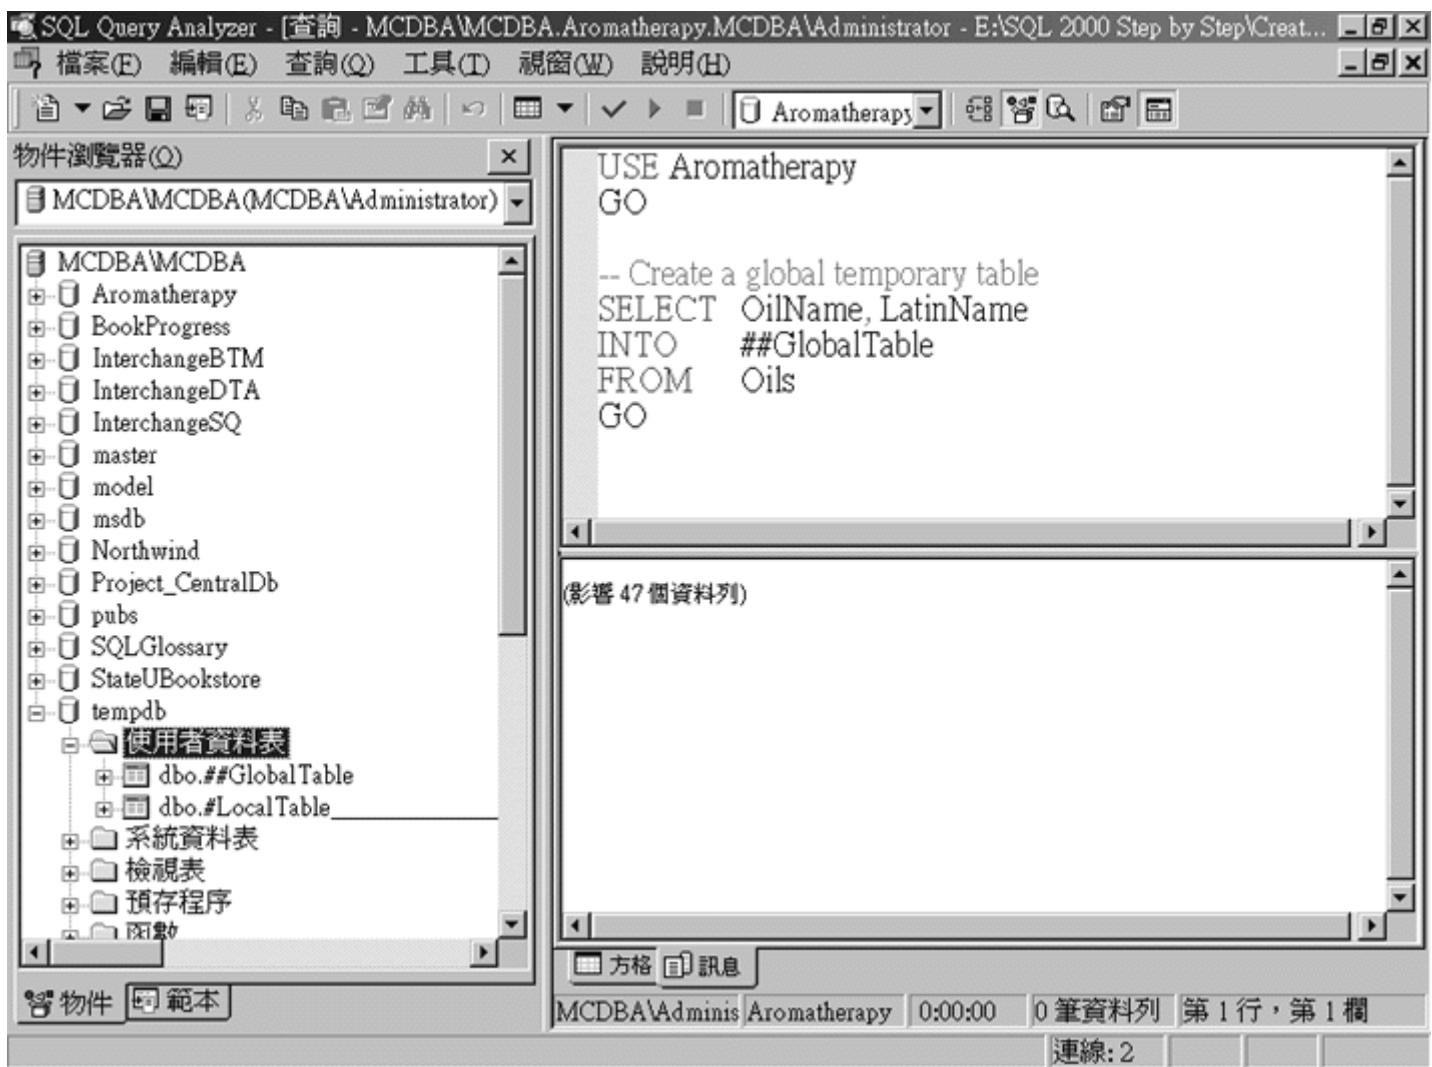 SQL Query Analyzer - [查詢 - MCDBA\MCDBA.Aromatherapy.MCDBA\Administrator - E:\SQL 2000 Step by Step\Creat...
檔案(F) 編輯(E) 查詢(Q) 工具(T) 視窗(W) 說明(H)
Aromatherapy
物件瀏覽器(O)
MCDBA\MCDBA(MCDBA\Administrator)
MCDBA\MCDBA
Aromatherapy
BookProgress
InterchangeBTM
InterchangeDTA
InterchangeSQ
master
model
msdb
Northwind
Project_CentralDb
pubs
SQLGlossary
StateUBookstore
tempdb
使用者資料表
dbo.##GlobalTable
dbo.#LocalTable____________
系統資料表
檢視表
預存程序
函數
物件 範本
USE Aromatherapy
GO
-- Create a global temporary table
SELECT OilName, LatinName
INTO ##GlobalTable
FROM Oils
GO
(影響 47 個資料列)
方格 訊息
MCDBA\Adminis Aromatherapy 0:00:00 0 筆資料列 第 1 行，第 1 欄
連線: 2